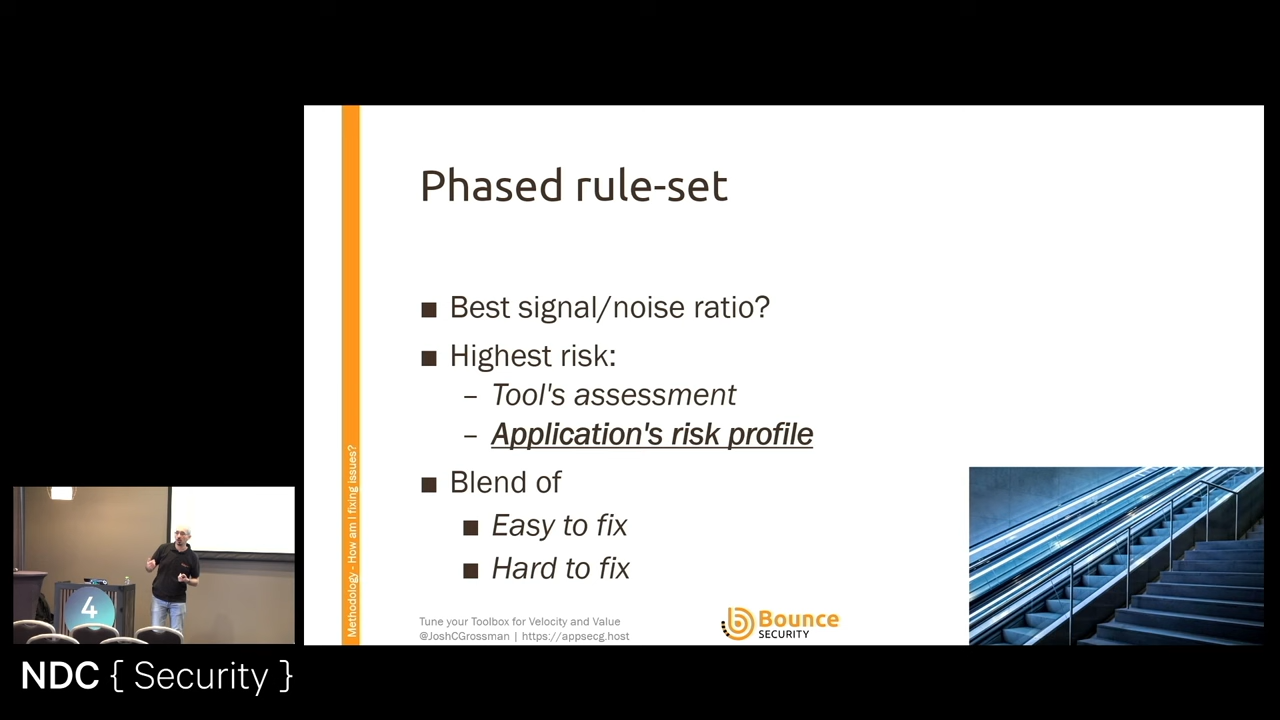 Phased rule-set
■ Best signal/noise ratio?
■ Highest risk:
– Tool's assessment
– Application's risk profile
■ Blend of
■ Easy to fix
■ Hard to fix
Methodology - How am I fixing issues?
Tune your Toolbox for Velocity and Value
@JoshCGrossman | https://appsecg.host
Bounce
SECURITY
4
NDC { Security }